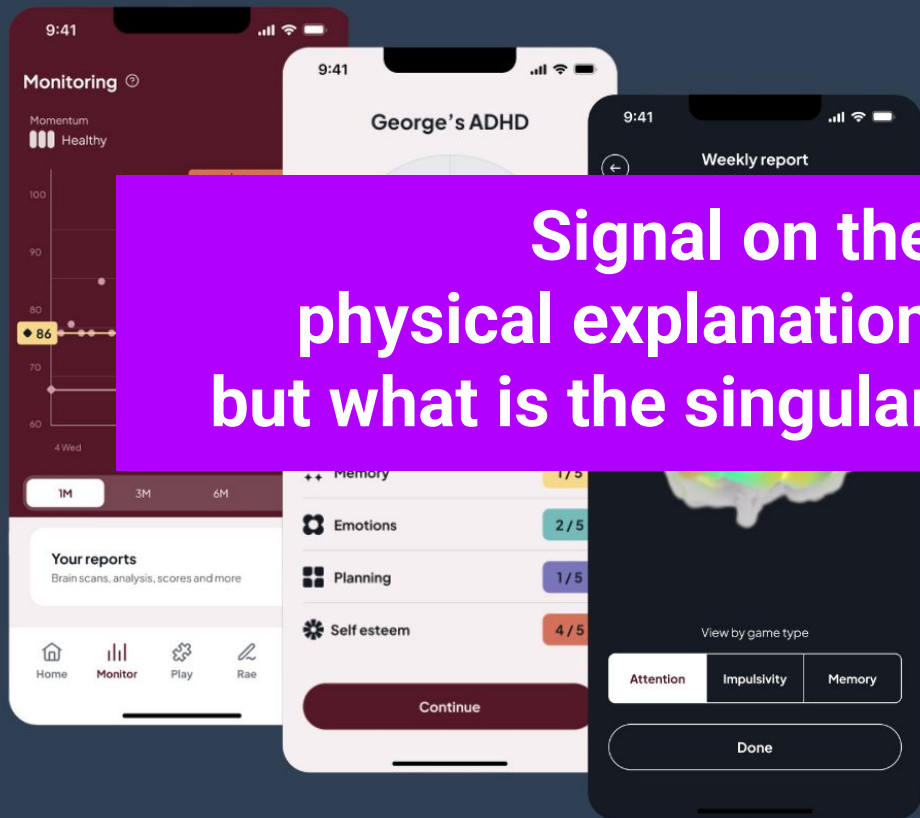 9:41
Monitoring
Momentum
Healthy
100
90
80
86
70
60
4 Wed
1M 3M 6M
Your reports
Brain scans, analysis, scores and more
Home Monitor Play Rae
9:41
George's ADHD
Memory 1/5
Emotions 2/5
Planning 1/5
Self esteem 4/5
Continue
9:41
Weekly report
Signal on the
physical explanation
but what is the singular
View by game type
Attention Impulsivity Memory
Done